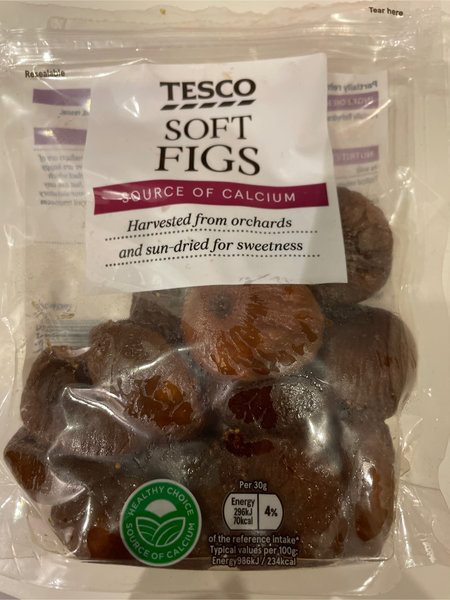 Tear here
Resealable
TESCO
SOFT
FIGS
SOURCE OF CALCIUM
Harvested from orchards
and sun-dried for sweetness
HEALTHY CHOICE
SOURCE OF CALCIUM
Per 30g
Energy
296kJ
70kcal
4%
of the reference intake*
Typical values per 100g:
Energy 986kJ / 234kcal